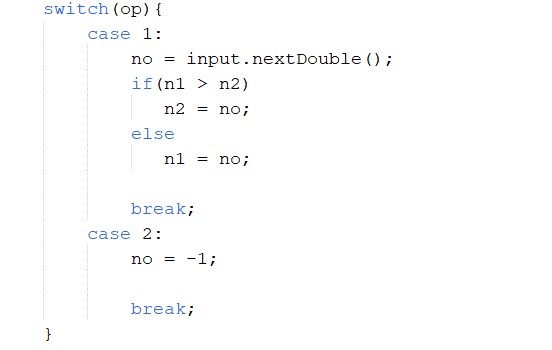 switch(op){
case 1:
no = input.nextDouble();
if(n1 > n2)
n2 = no;
else
n1 = no;
break;
case 2:
no = -1;
break;
}